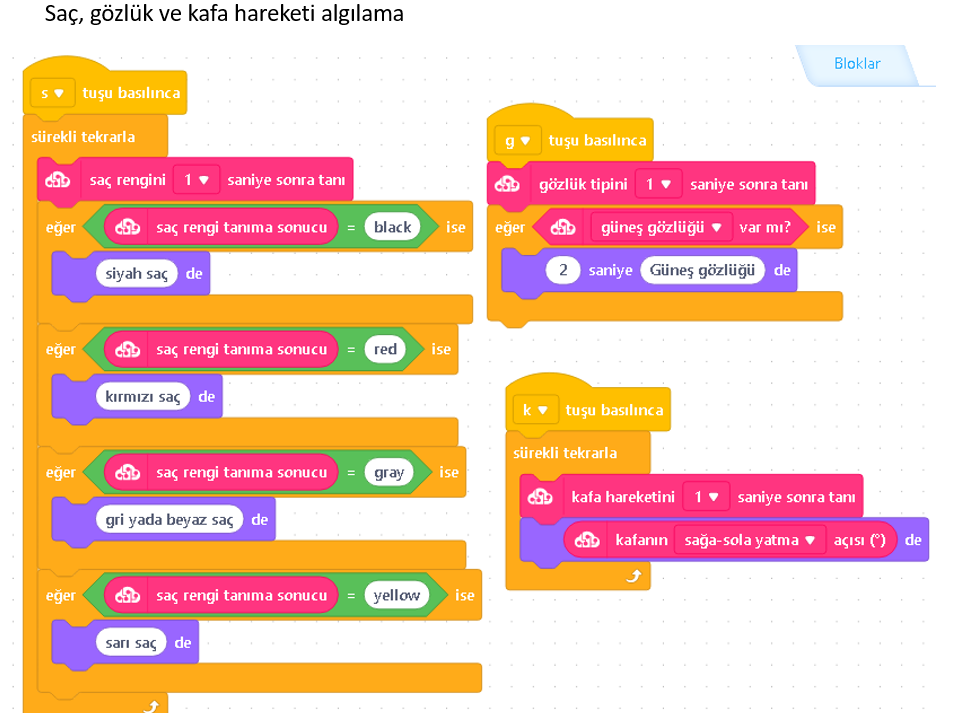 Saç, gözlük ve kafa hareketi algılama
Bloklar
s tuşu basılınca
sürekli tekrarla
saç rengini 1 saniye sonra tanı
eğer saç rengi tanıma sonucu = black ise
siyah saç de
eğer saç rengi tanıma sonucu = red ise
kırmızı saç de
eğer saç rengi tanıma sonucu = gray ise
gri yada beyaz saç de
eğer saç rengi tanıma sonucu = yellow ise
sarı saç de
g tuşu basılınca
gözlük tipini 1 saniye sonra tanı
eğer güneş gözlüğü var mı? ise
2 saniye Güneş gözlüğü de
k tuşu basılınca
sürekli tekrarla
kafa hareketini 1 saniye sonra tanı
kafanın sağa-sola yatma açısı (°) de